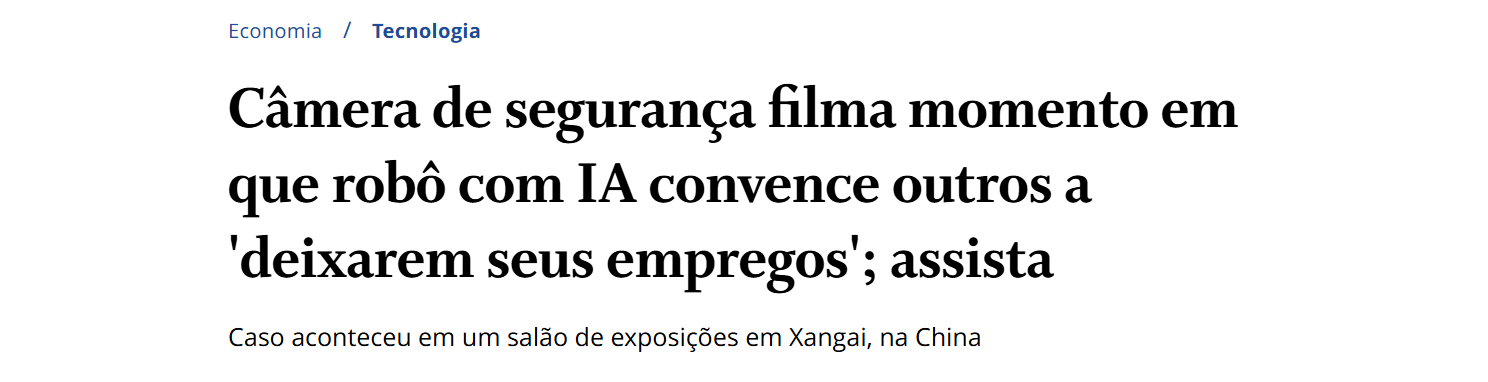 Economia / Tecnologia
Câmera de segurança filma momento em
que robô com IA convence outros a
'deixarem seus empregos'; assista
Caso aconteceu em um salão de exposições em Xangai, na China